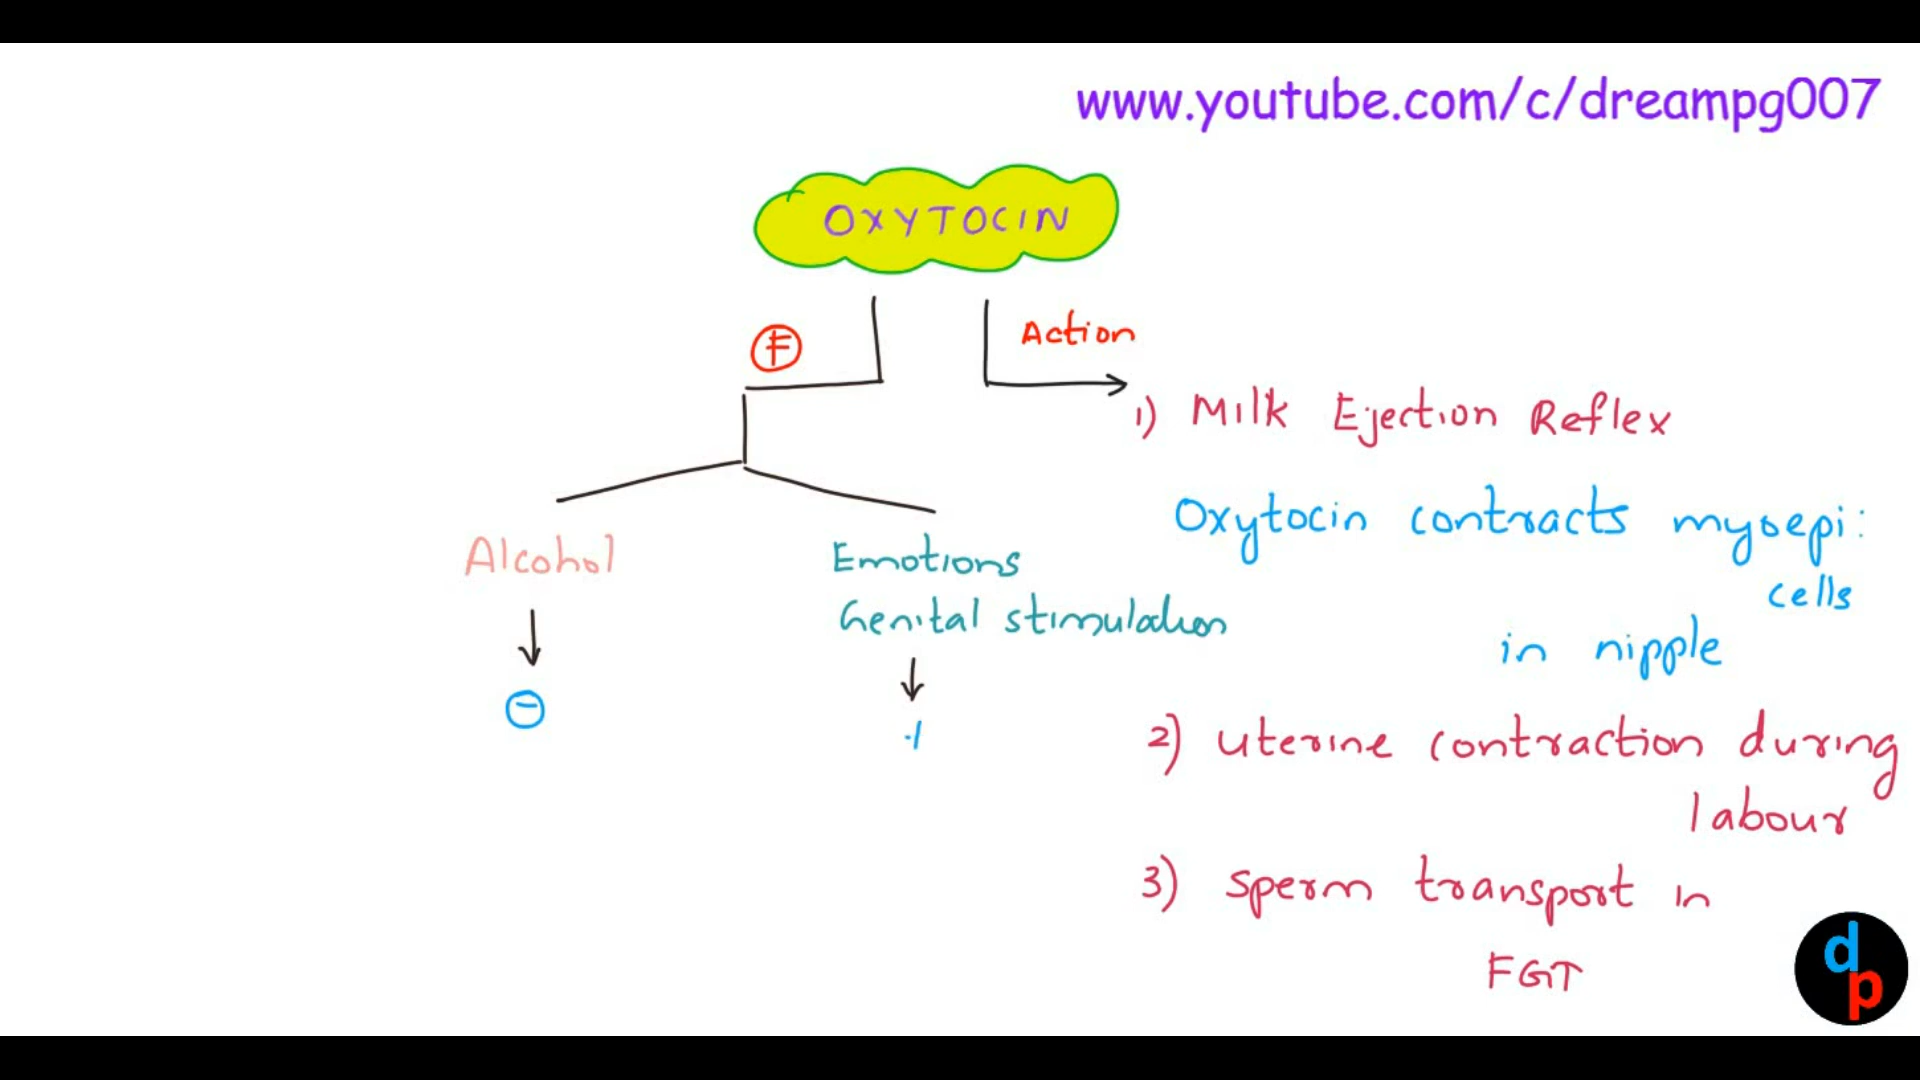 www.youtube.com/c/dreampg007
OXYTOCIN
F
Action
1) Milk Ejection Reflex
Oxytocin contracts myoepi:
cells
in nipple
Alcohol
Emotions
Genital stimulation
2) Uterine contraction during
labour
3) Sperm transport in
FGT
dp